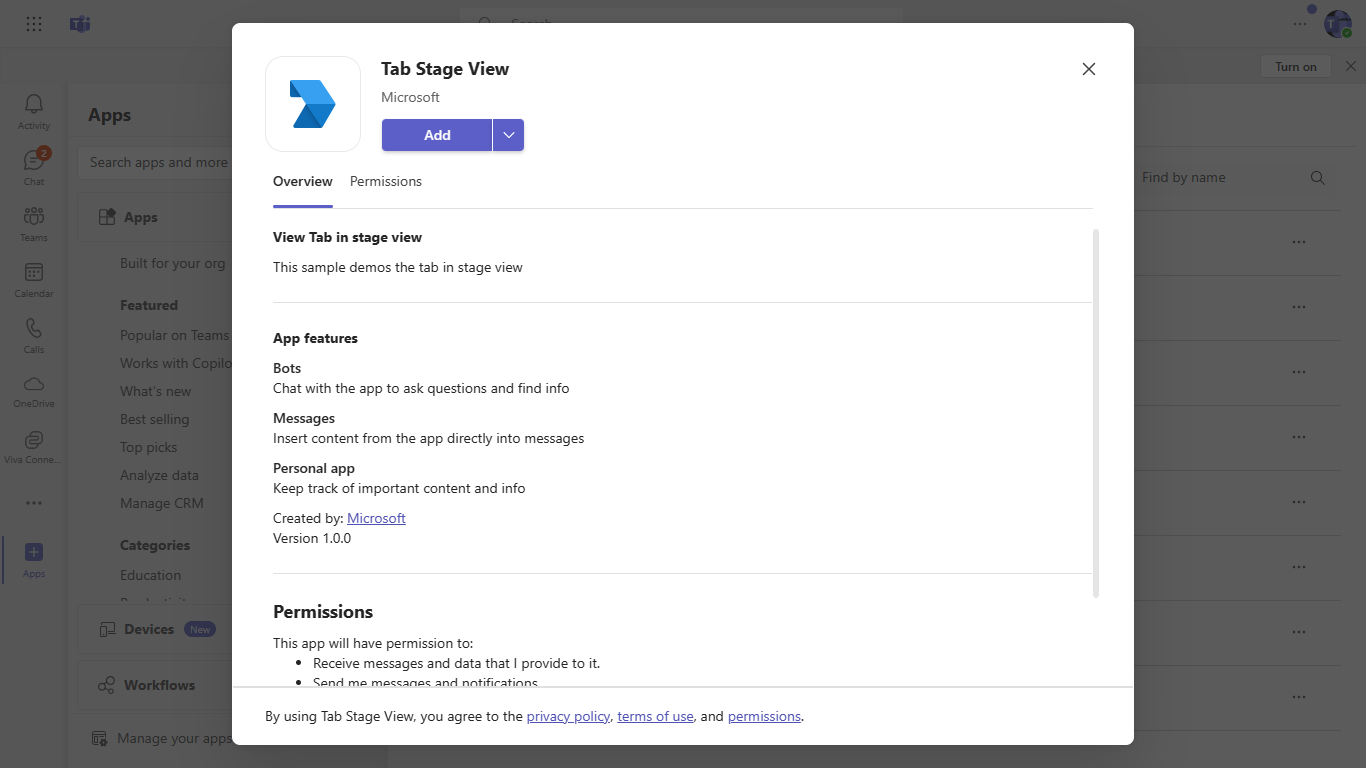 Search
Turn on
Activity
2
Chat
Teams
Calendar
Calls
OneDrive
Viva Conne...
Apps
Apps
Search apps and more
Apps
Built for your org
Featured
Popular on Teams
Works with Copilo
What's new
Best selling
Top picks
Analyze data
Manage CRM
Categories
Education
Devices New
Workflows
Manage your apps
Find by name
Tab Stage View
Microsoft
Add
Overview Permissions
View Tab in stage view
This sample demos the tab in stage view
App features
Bots
Chat with the app to ask questions and find info
Messages
Insert content from the app directly into messages
Personal app
Keep track of important content and info
Created by: Microsoft
Version 1.0.0
Permissions
This app will have permission to:
• Receive messages and data that I provide to it.
• Send me messages and notifications
By using Tab Stage View, you agree to the privacy policy, terms of use, and permissions.